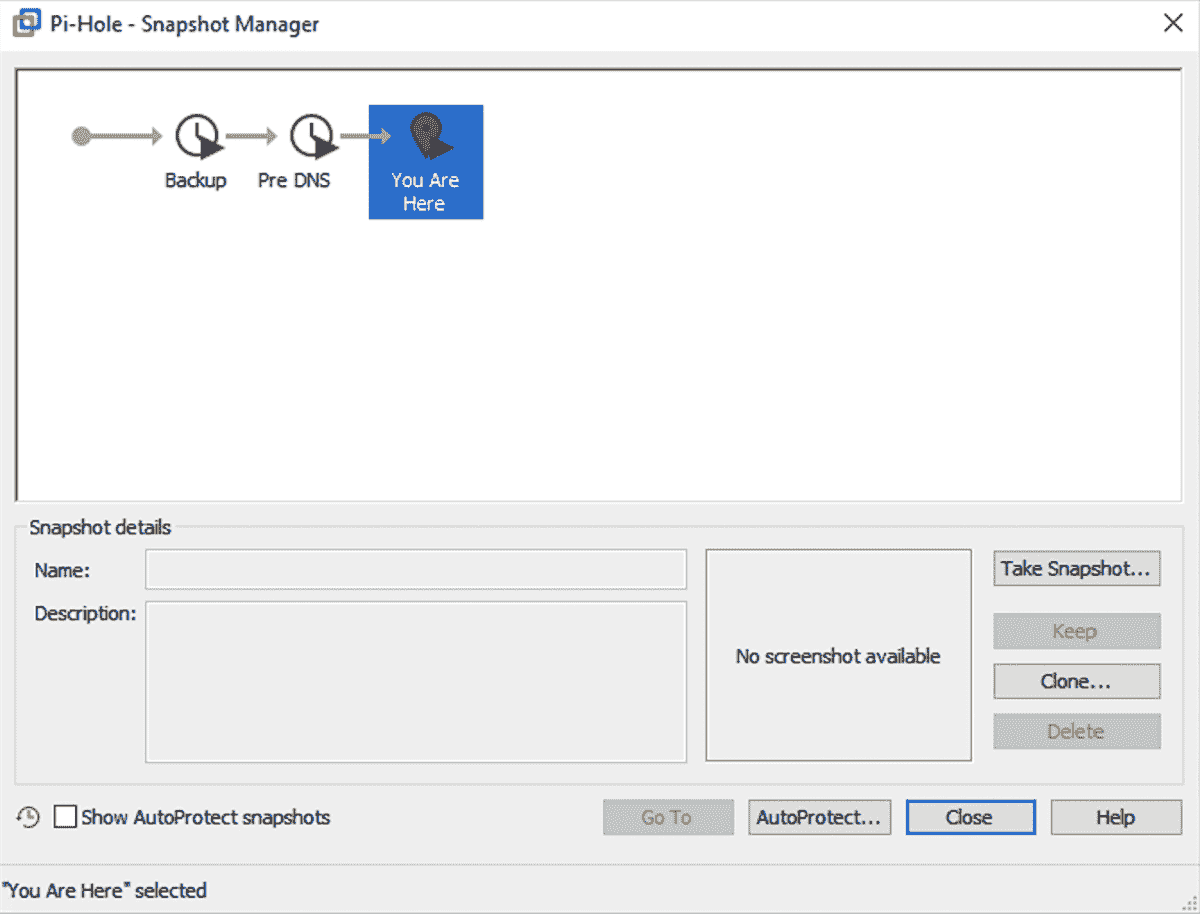 Pi-Hole - Snapshot Manager
Backup
Pre DNS
You Are
Here
Snapshot details
Name:
Description:
No screenshot available
Take Snapshot...
Keep
Clone...
Delete
Show AutoProtect snapshots
Go To
AutoProtect...
Close
Help
"You Are Here" selected